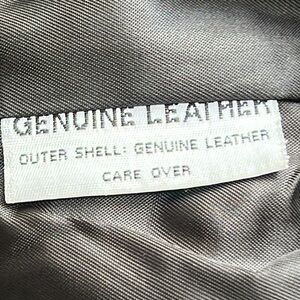 GENUINE LEATHER
OUTER SHELL: GENUINE LEATHER
CARE OVER